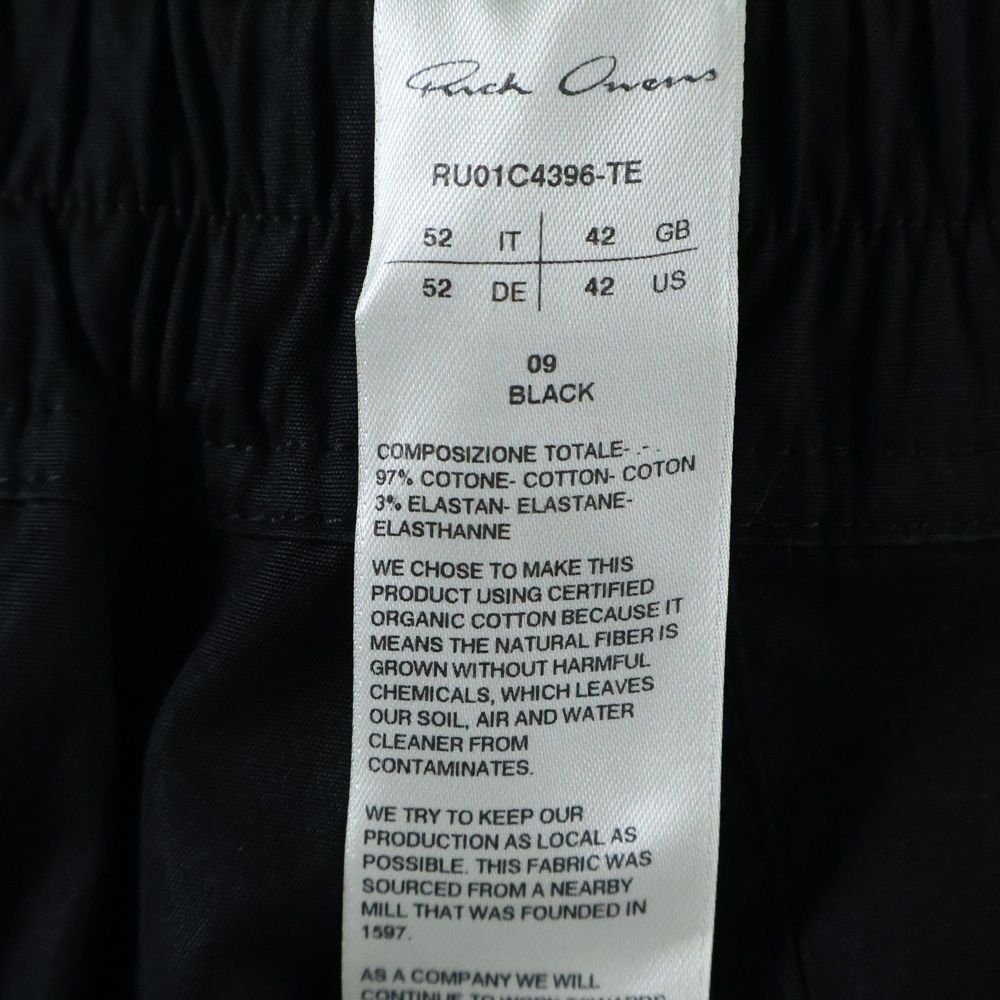 Rick Owens
RU01C4396-TE
52 IT 42 GB
52 DE 42 US
09
BLACK
COMPOSIZIONE TOTALE- .- .
97% COTONE- COTTON- COTON
3% ELASTAN- ELASTANE-
ELASTHANNE
WE CHOSE TO MAKE THIS
PRODUCT USING CERTIFIED
ORGANIC COTTON BECAUSE IT
MEANS THE NATURAL FIBER IS
GROWN WITHOUT HARMFUL
CHEMICALS, WHICH LEAVES
OUR SOIL, AIR AND WATER
CLEANER FROM
CONTAMINATES.
WE TRY TO KEEP OUR
PRODUCTION AS LOCAL AS
POSSIBLE. THIS FABRIC WAS
SOURCED FROM A NEARBY
MILL THAT WAS FOUNDED IN
1597.
AS A COMPANY WE WILL
CONTINUE TO WORK TOWARDS